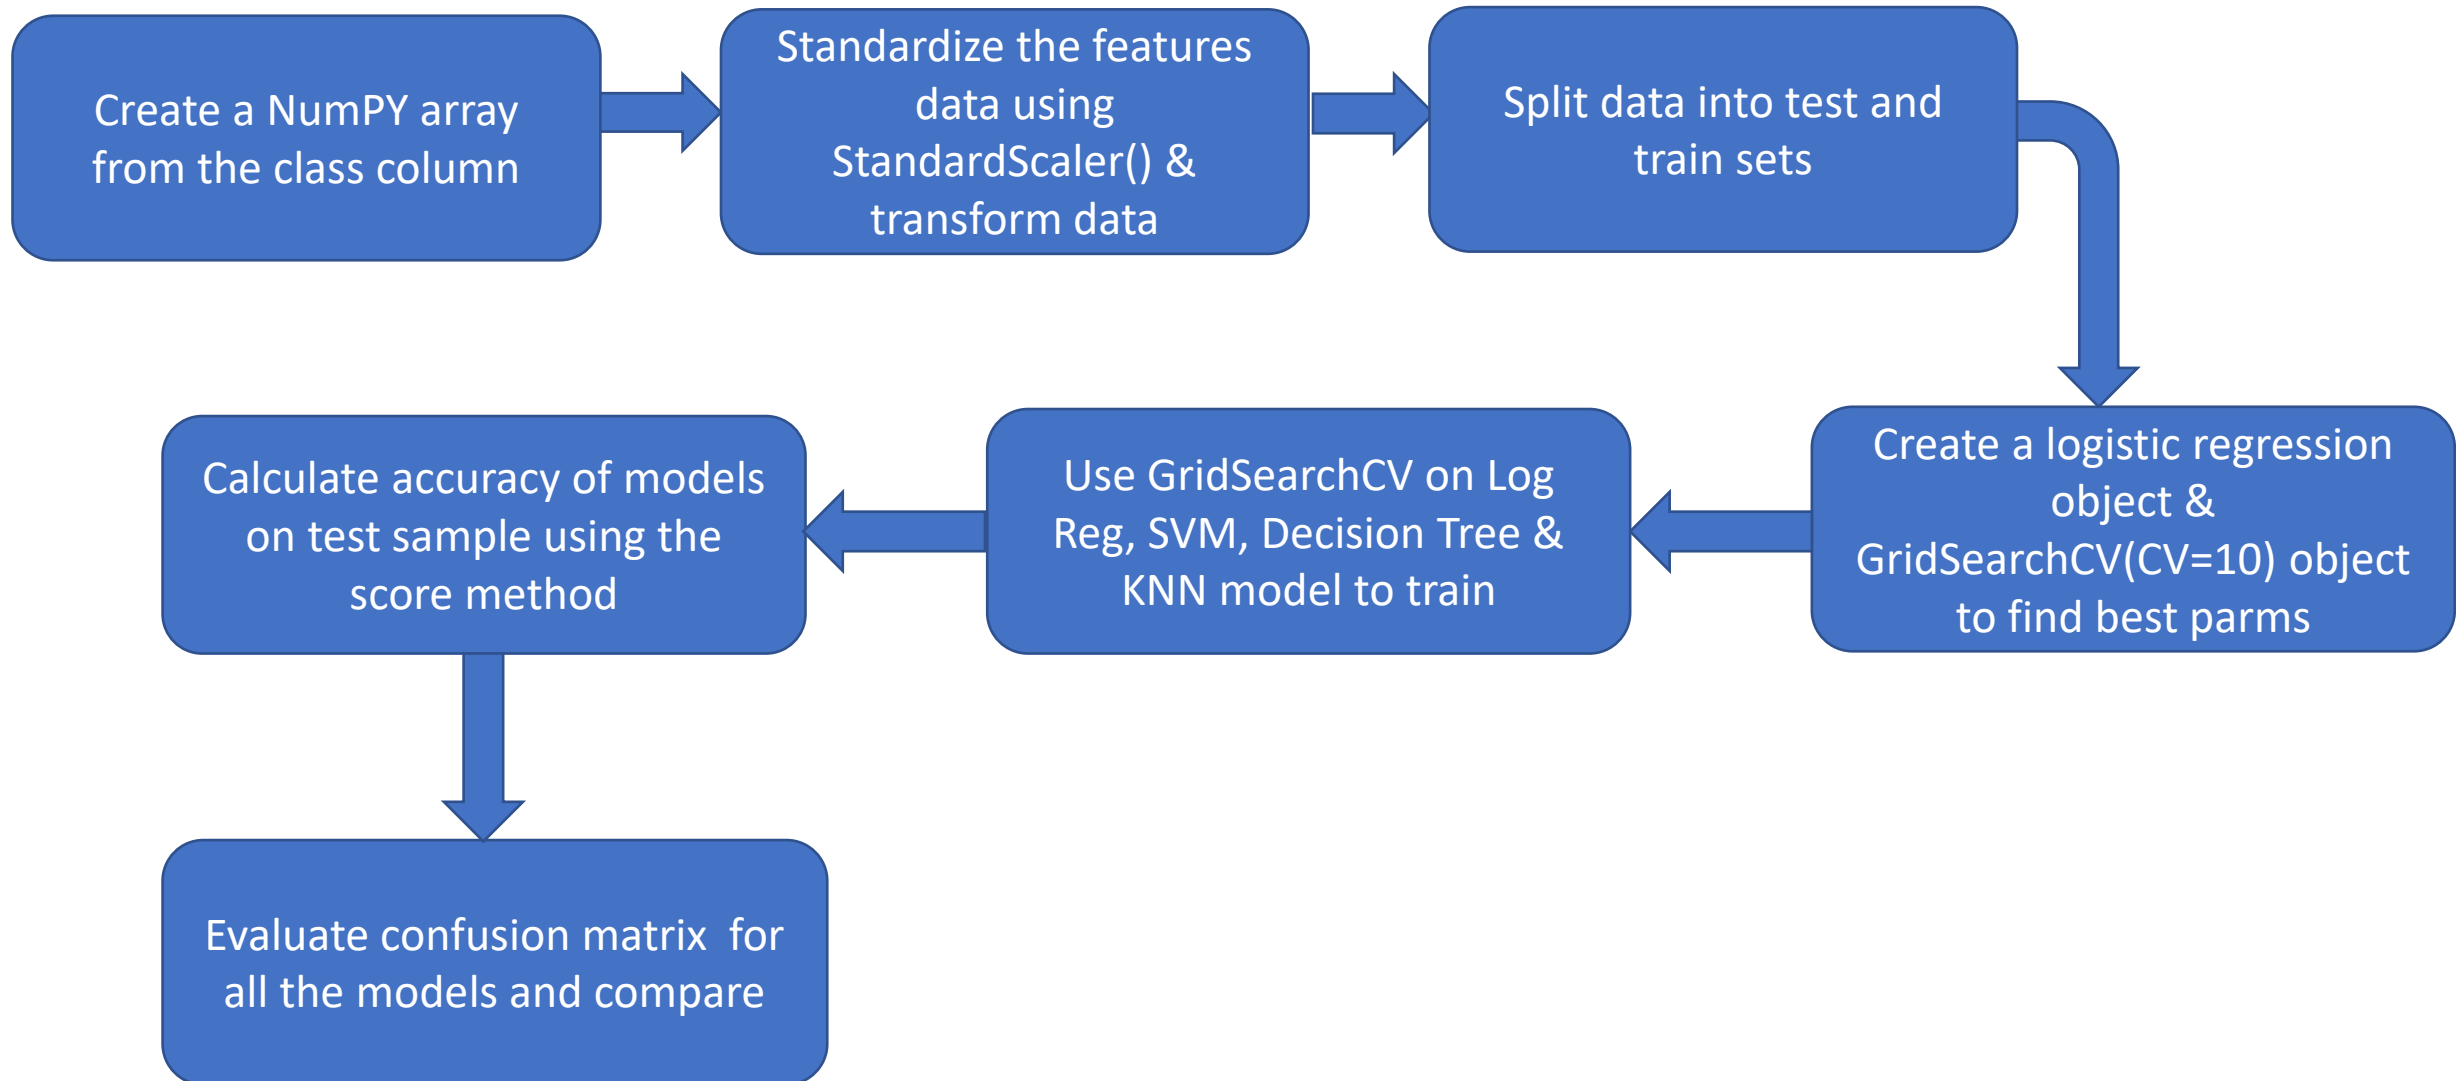 Create a NumPY array
from the class column
Standardize the features
data using
StandardScaler() &
transform data
Split data into test and
train sets
Create a logistic regression
object &
GridSearchCV(CV=10) object
to find best parms
Use GridSearchCV on Log
Reg, SVM, Decision Tree &
KNN model to train
Calculate accuracy of models
on test sample using the
score method
Evaluate confusion matrix  for
all the models and compare